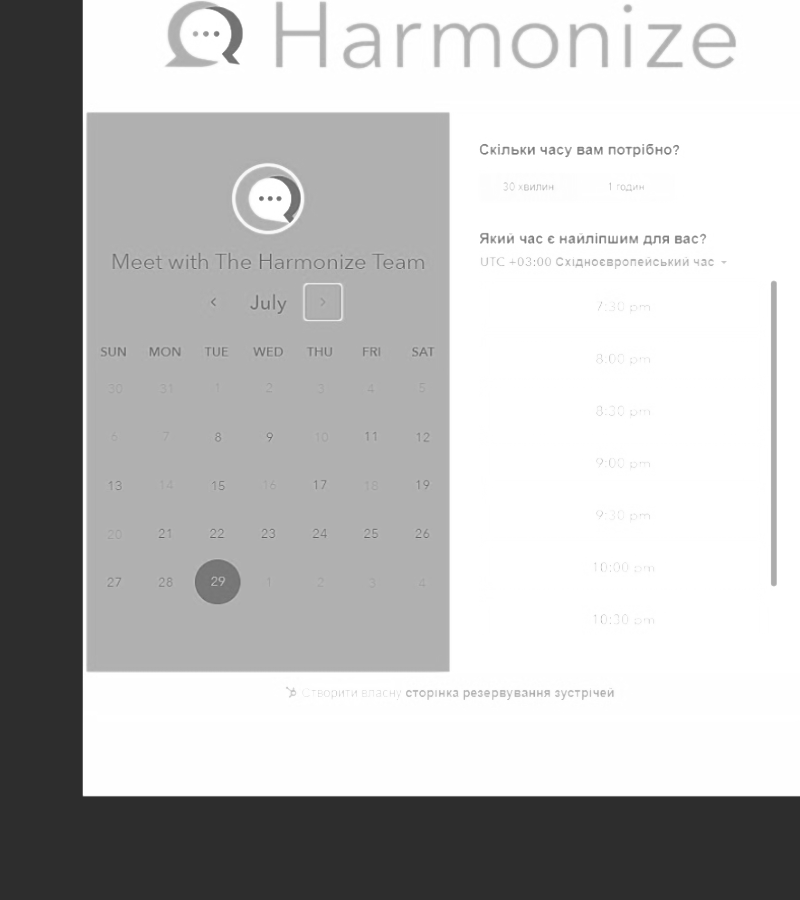 Harmonize
Meet with The Harmonize Team
July
SUN MON TUE WED THU FRI SAT
30 31 1 2 3 4 5
6 7 8 9 10 11 12
13 14 15 16 17 18 19
20 21 22 23 24 25 26
27 28 29 1 2 3 4
Скільки часу вам потрібно?
30 хвилин 1 годин
Який час є найліпшим для вас?
UTC +03:00 Східноєвропейський час
7:30 pm
8:00 pm
8:30 pm
9:00 pm
9:30 pm
10:00 pm
10:30 pm
Створити власну сторінка резервування зустрічей